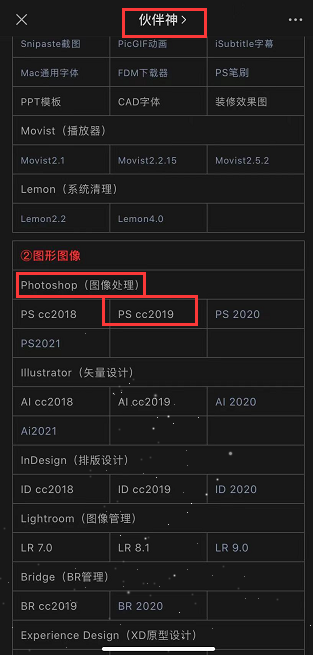 伙伴神
Snipaste截图 PicGIF动画 iSubtitle字幕
Mac通用字体 FDM下载器 PS笔刷
PPT模板 CAD字体 装修效果图
Movist（播放器）
Movist2.1 Movist2.2.15 Movist2.5.2
Lemon（系统清理）
Lemon2.2 Lemon4.0
②图形图像
Photoshop（图像处理）
PS cc2018 PS cc2019 PS 2020
PS2021
Illustrator（矢量设计）
AI cc2018 AI cc2019 AI 2020
Ai2021
InDesign（排版设计）
ID cc2018 ID cc2019 ID 2020
Lightroom（图像管理）
LR 7.0 LR 8.1 LR 9.0
Bridge（BR管理）
BR cc2019 BR 2020
Experience Design（XD原型设计）